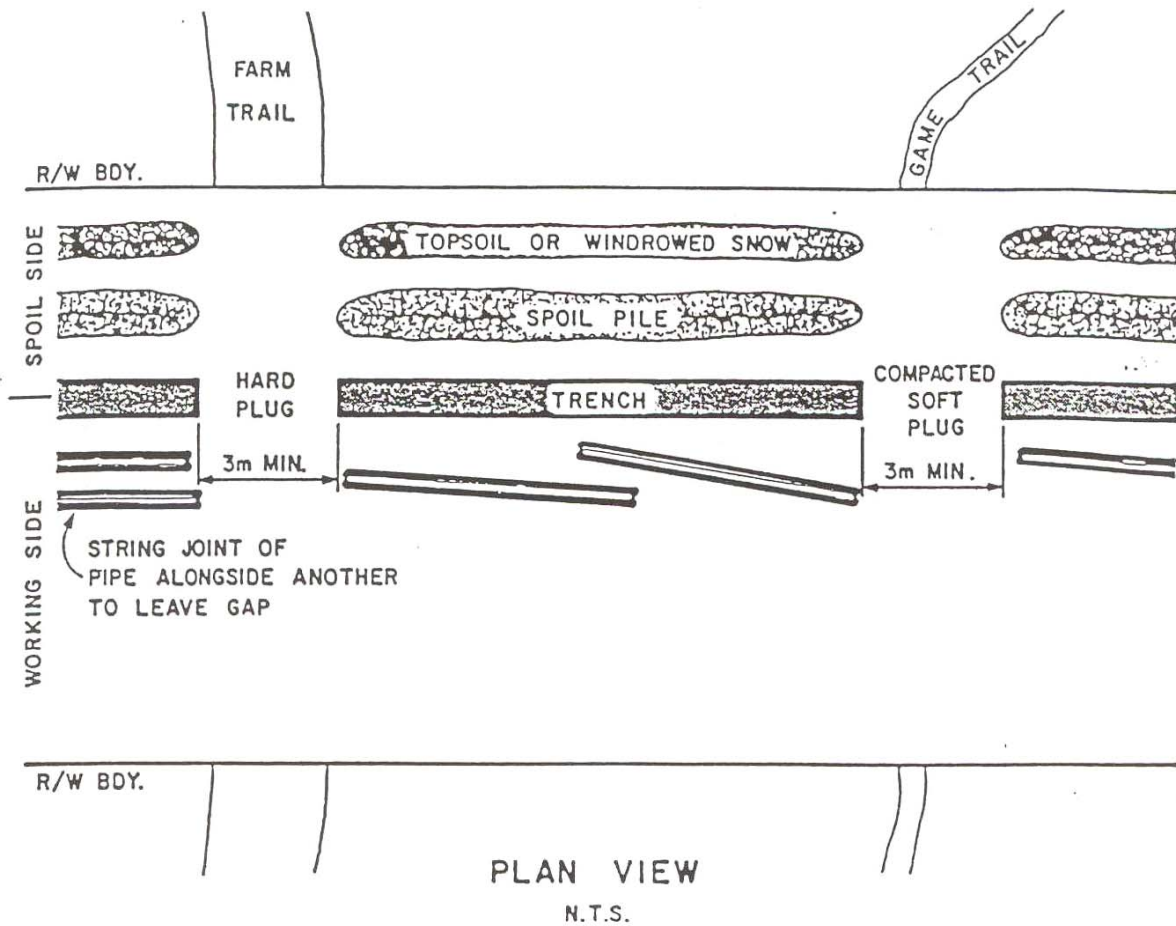 FARM
TRAIL
GAME TRAIL
R/W BDY.
SPOIL SIDE
TOPSOIL OR WINDROWED SNOW
SPOIL PILE
HARD
PLUG
TRENCH
COMPACTED
SOFT
PLUG
3m MIN.
3m MIN.
WORKING SIDE
STRING JOINT OF
PIPE ALONGSIDE ANOTHER
TO LEAVE GAP
R/W BDY.
PLAN VIEW
N.T.S.